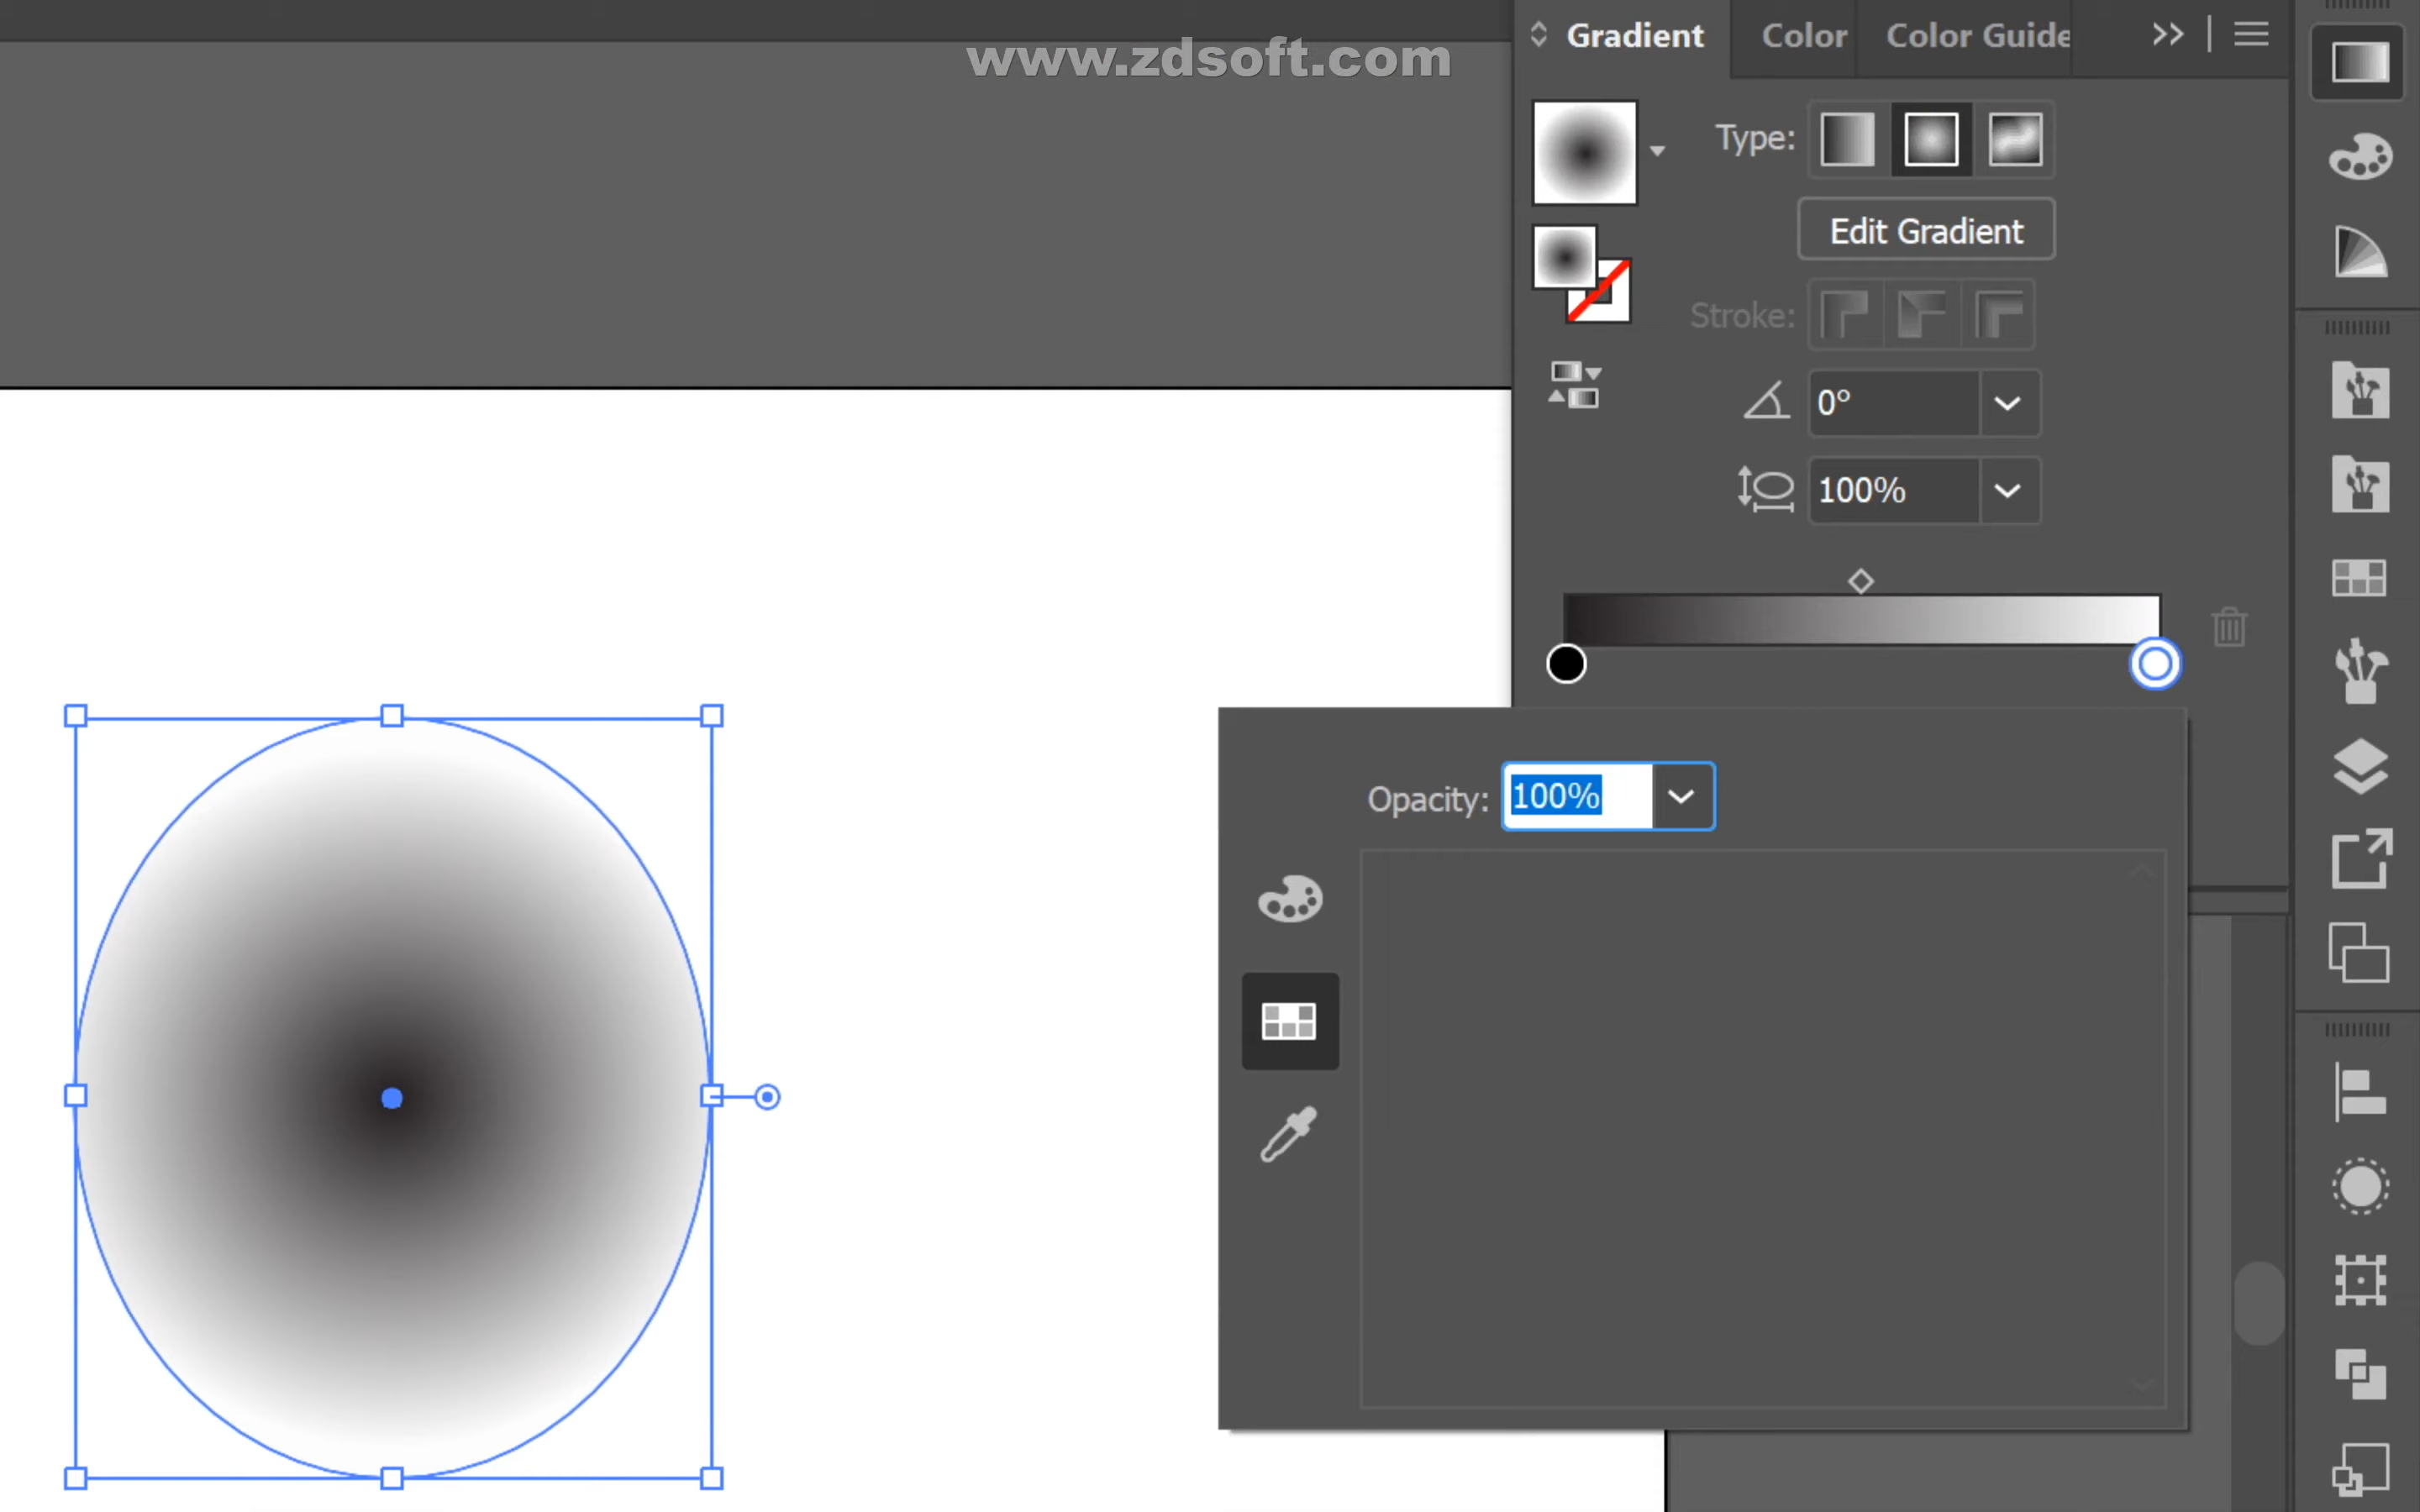 www.zdsoft.com
Gradient
Color
Color Guide
Type:
Edit Gradient
Stroke:
0°
100%
Opacity: 100%